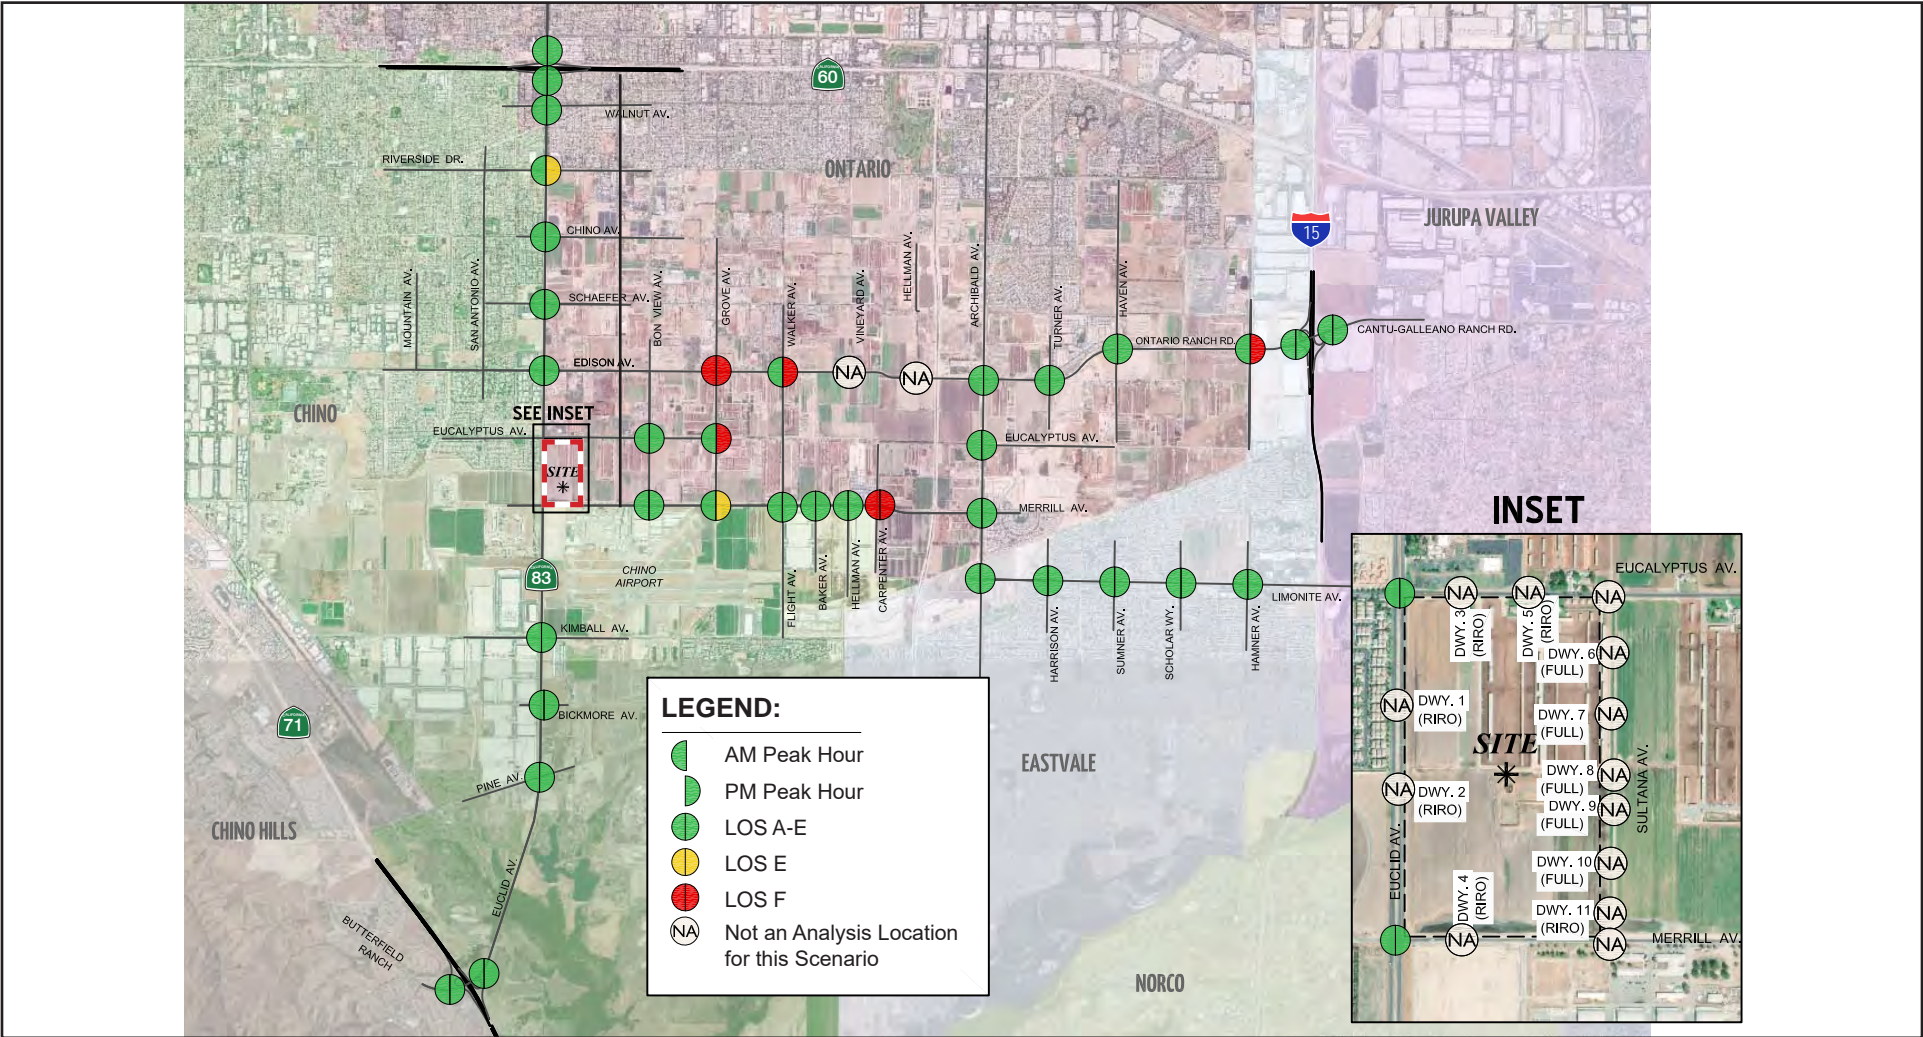 CALIFORNIA
60
WALNUT AV.
RIVERSIDE DR.
ONTARIO
JURUPA VALLEY
15
CHINO AV.
MOUNTAIN AV.
SAN ANTONIO AV.
SCHAEFER AV.
BON VIEW AV.
GROVE AV.
WALKER AV.
VINEYARD AV.
HELLMAN AV.
ARCHIBALD AV.
TURNER AV.
HAVEN AV.
ONTARIO RANCH RD.
CANTU-GALLEANO RANCH RD.
EDISON AV.
NA
NA
CHINO
SEE INSET
EUCALYPTUS AV.
EUCALYPTUS AV.
SITE
MERRILL AV.
CALIFORNIA
83
CHINO
AIRPORT
FLIGHT AV.
BAKER AV.
HELLMAN AV.
CARPENTER AV.
HARRISON AV.
SUMNER AV.
SCHOLAR WY.
HAMNER AV.
LIMONITE AV.
KIMBALL AV.
BICKMORE AV.
CALIFORNIA
71
PINE AV.
CHINO HILLS
EUCLID AV.
BUTTERFIELD
RANCH
EASTVALE
NORCO
LEGEND:
AM Peak Hour
PM Peak Hour
LOS A-E
LOS E
LOS F
NA
Not an Analysis Location
for this Scenario
INSET
EUCALYPTUS AV.
NA
NA
NA
DWY. 3
(RIRO)
DWY. 5
(RIRO)
DWY. 6
(FULL)
NA
NA
DWY. 1
(RIRO)
DWY. 7
(FULL)
NA
SITE
NA
DWY. 2
(RIRO)
DWY. 8
(FULL)
NA
DWY. 9
(FULL)
NA
SULTANA AV.
EUCLID AV.
DWY. 10
(FULL)
NA
DWY. 4
(RIRO)
DWY. 11
(RIRO)
NA
NA
NA
MERRILL AV.